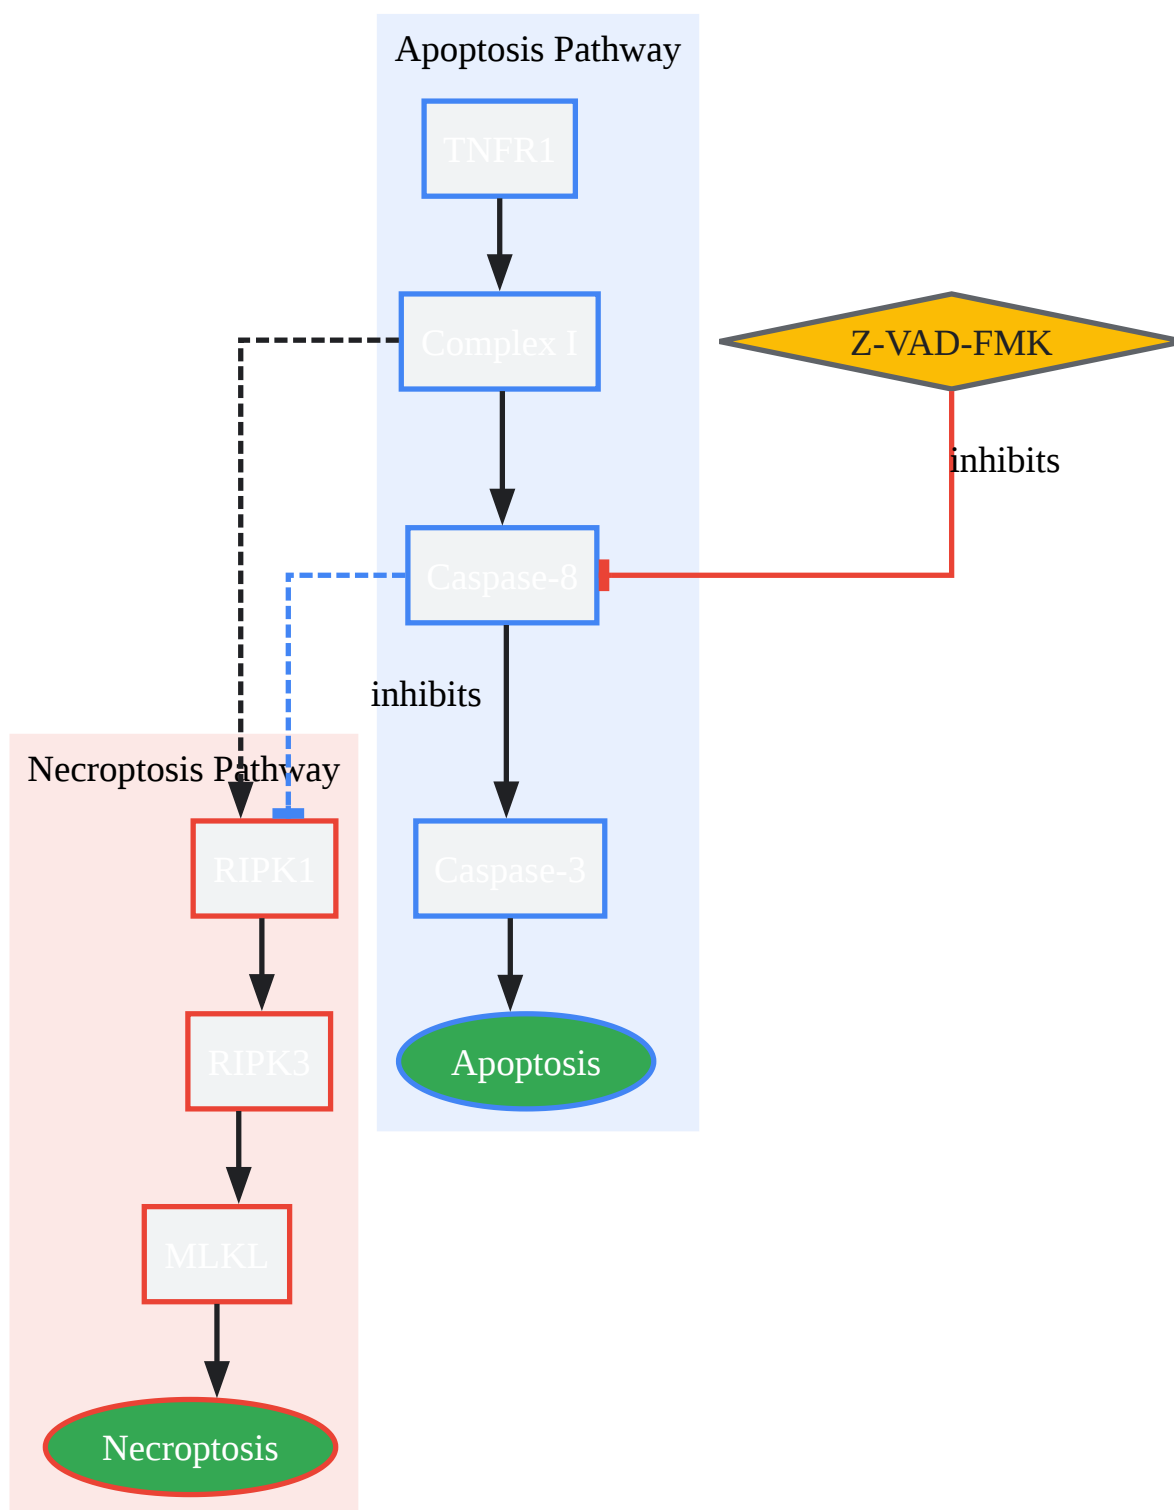 Apoptosis Pathway
TNFR1
Complex I
Z-VAD-FMK
inhibits
Caspase-8
inhibits
Necroptosis Pathway
RIPK1
Caspase-3
RIPK3
Apoptosis
MLKL
Necroptosis